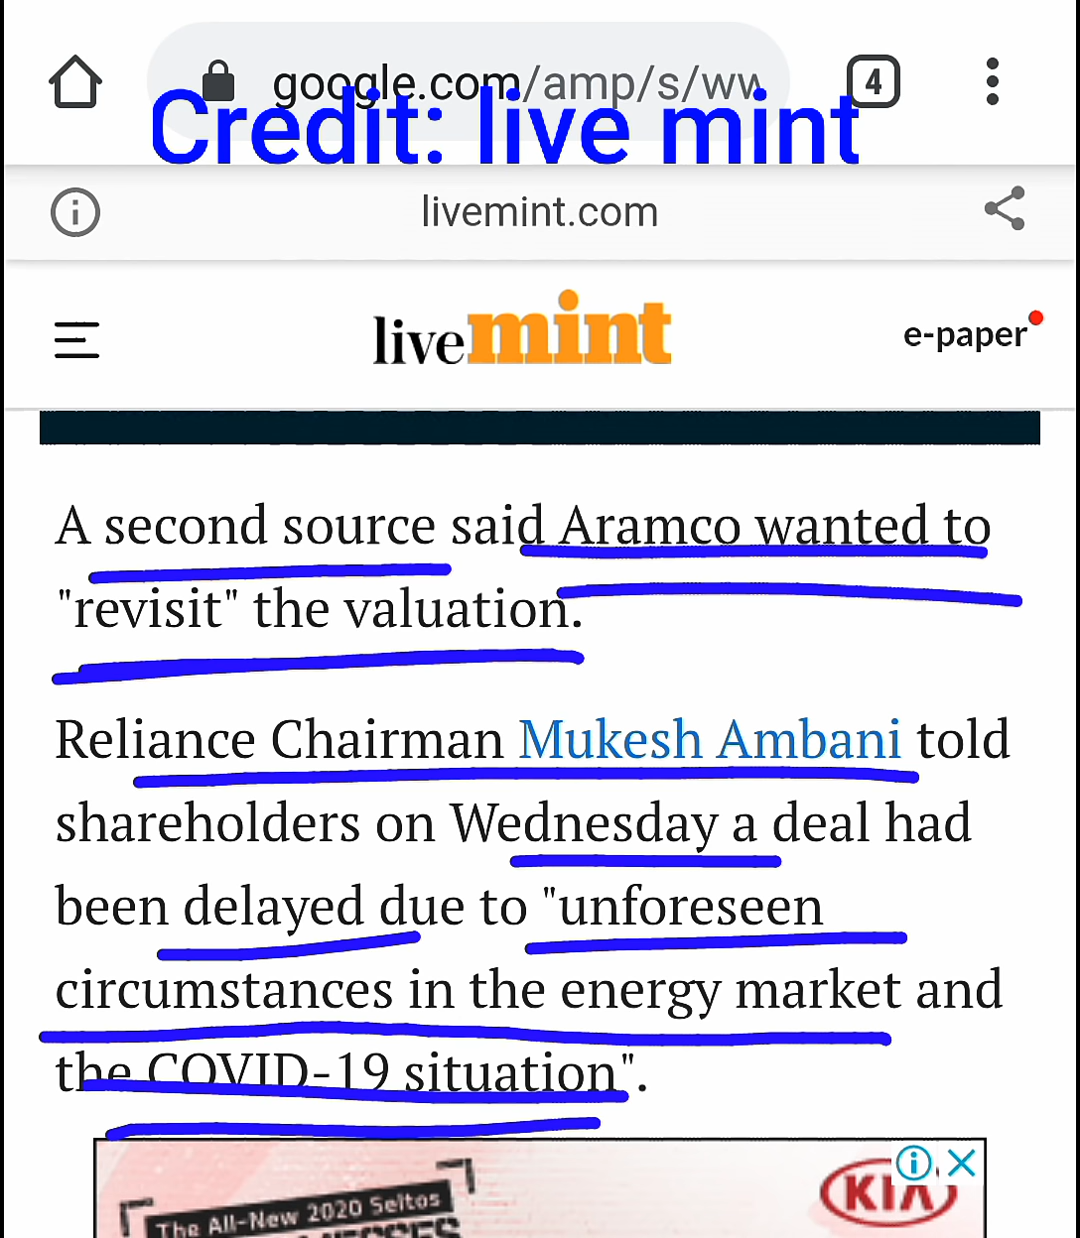 google.com/amp/s/ww
4
Credit: live mint
livemint.com
livemint
e-paper
A second source said Aramco wanted to
"revisit" the valuation.
Reliance Chairman Mukesh Ambani told
shareholders on Wednesday a deal had
been delayed due to "unforeseen
circumstances in the energy market and
the COVID-19 situation".
KIA
The All-New 2020 Seltos